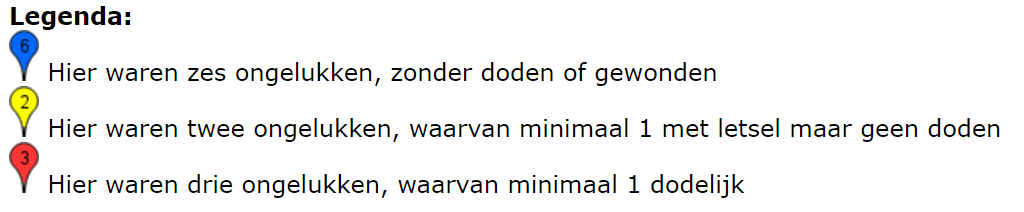 Legenda:
6 Hier waren zes ongelukken, zonder doden of gewonden
2 Hier waren twee ongelukken, waarvan minimaal 1 met letsel maar geen doden
3 Hier waren drie ongelukken, waarvan minimaal 1 dodelijk